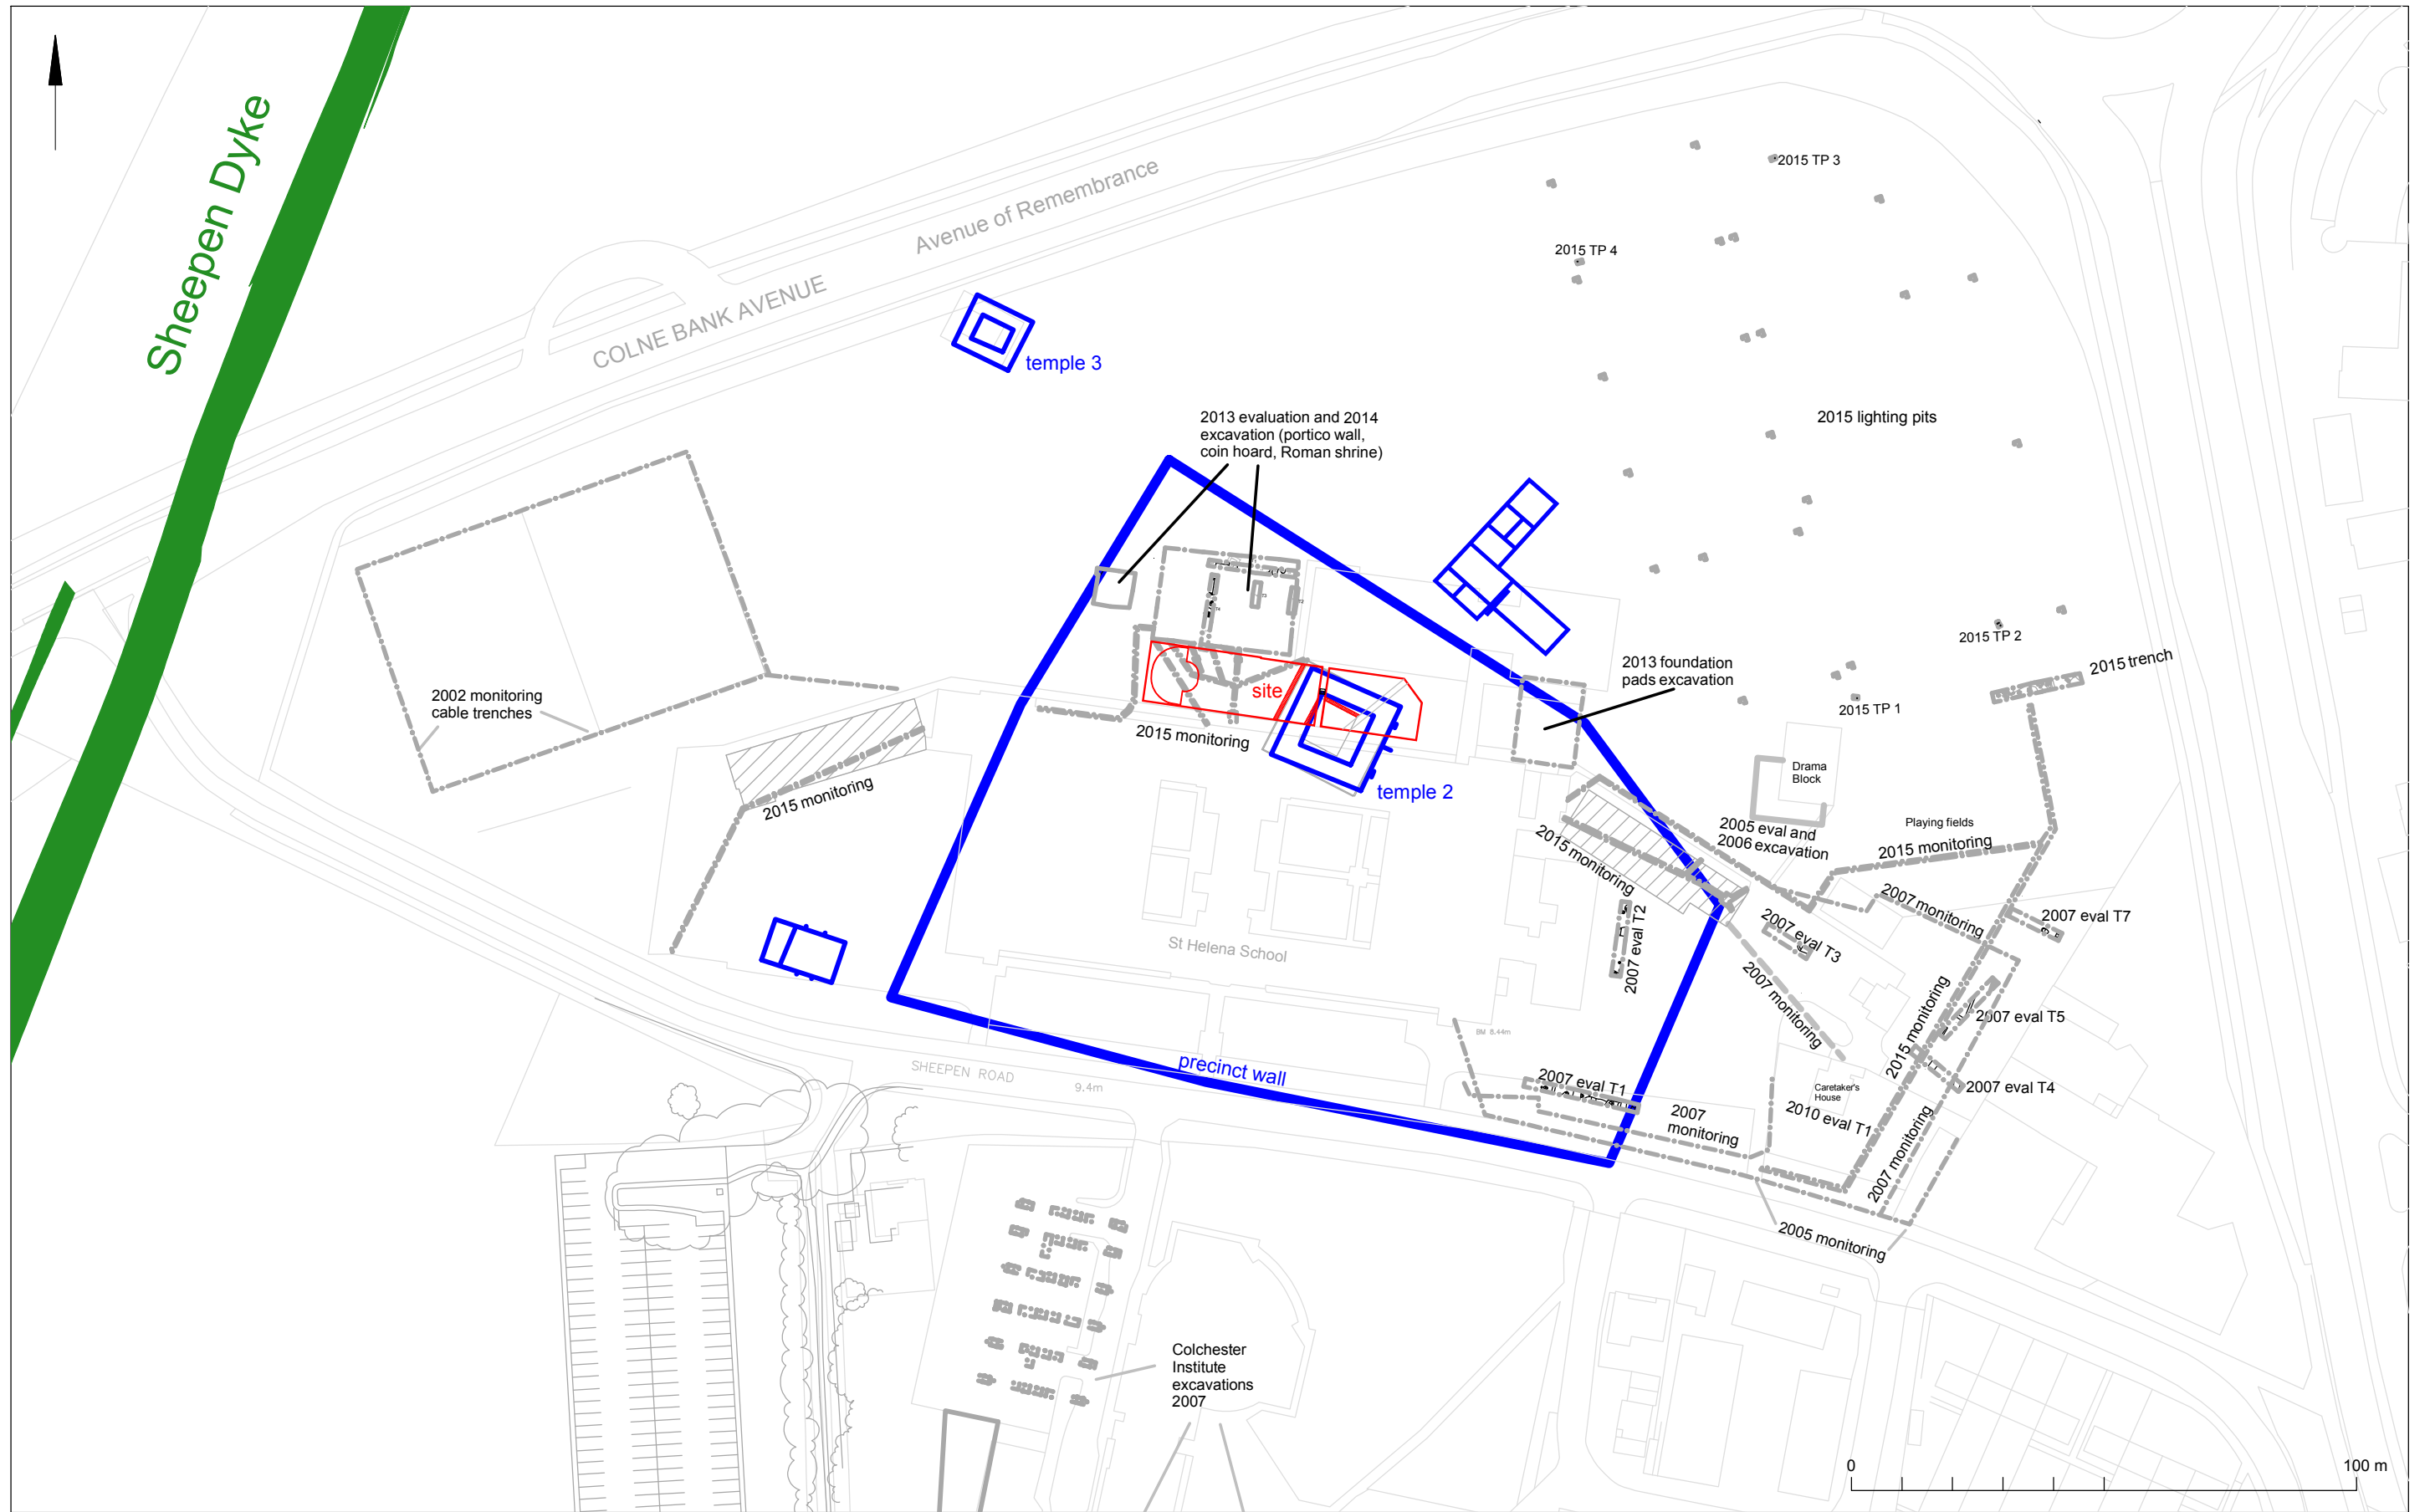 Sheepen Dyke
Avenue of Remembrance
COLNE BANK AVENUE
2015 TP 3
2015 TP 4
temple 3
2013 evaluation and 2014
excavation (portico wall,
coin hoard, Roman shrine)
2015 lighting pits
2015 TP 2
2015 trench
2013 foundation
pads excavation
2002 monitoring
cable trenches
site
2015 TP 1
2015 monitoring
Drama
Block
2015 monitoring
temple 2
2005 eval and
2006 excavation
Playing fields
2015 monitoring
2015 monitoring
2007 monitoring
2007 eval T7
2007 eval T3
2007 eval T2
St Helena School
2007 monitoring
2015 monitoring
2007 eval T5
BM 8.44m
precinct wall
SHEEPEN ROAD
9.4m
2007 eval T1
Caretaker's
House
2007 eval T4
2010 eval T1
2007
monitoring
2007 monitoring
2005 monitoring
Colchester
Institute
excavations
2007
0
100 m